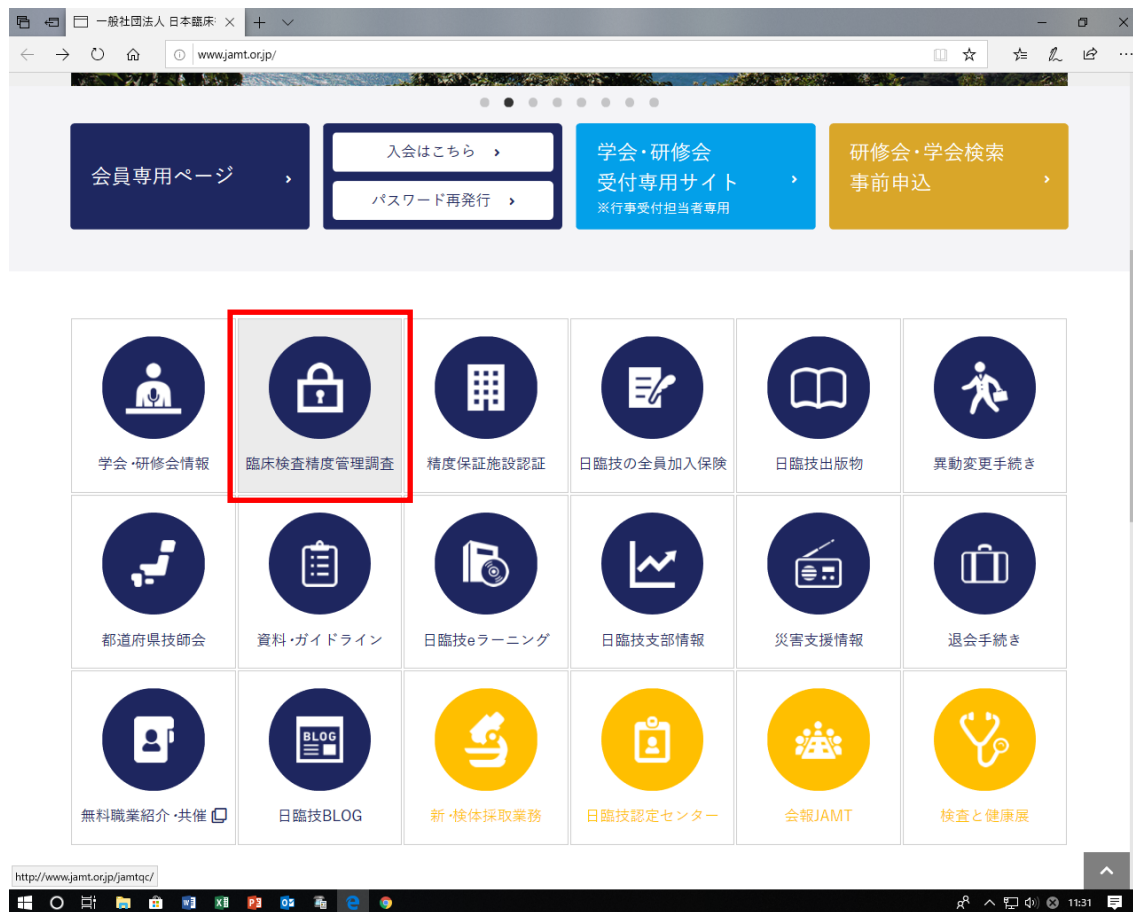 一般社団法人 日本臨床
www.jamt.or.jp/
会員専用ページ
入会はこちら
パスワード再発行
学会・研修会
受付専用サイト
※行事受付担当者専用
研修会・学会検索
事前申込
学会・研修会情報
臨床検査精度管理調査
精度保証施設認証
日臨技の全員加入保険
日臨技出版物
異動変更手続き
都道府県技師会
資料・ガイドライン
日臨技eラーニング
日臨技支部情報
災害支援情報
退会手続き
BLOG
無料職業紹介・共催
日臨技BLOG
新・検体採取業務
日臨技認定センター
会報JAMT
検査と健康展
http://www.jamt.or.jp/jamtqc/
11:31